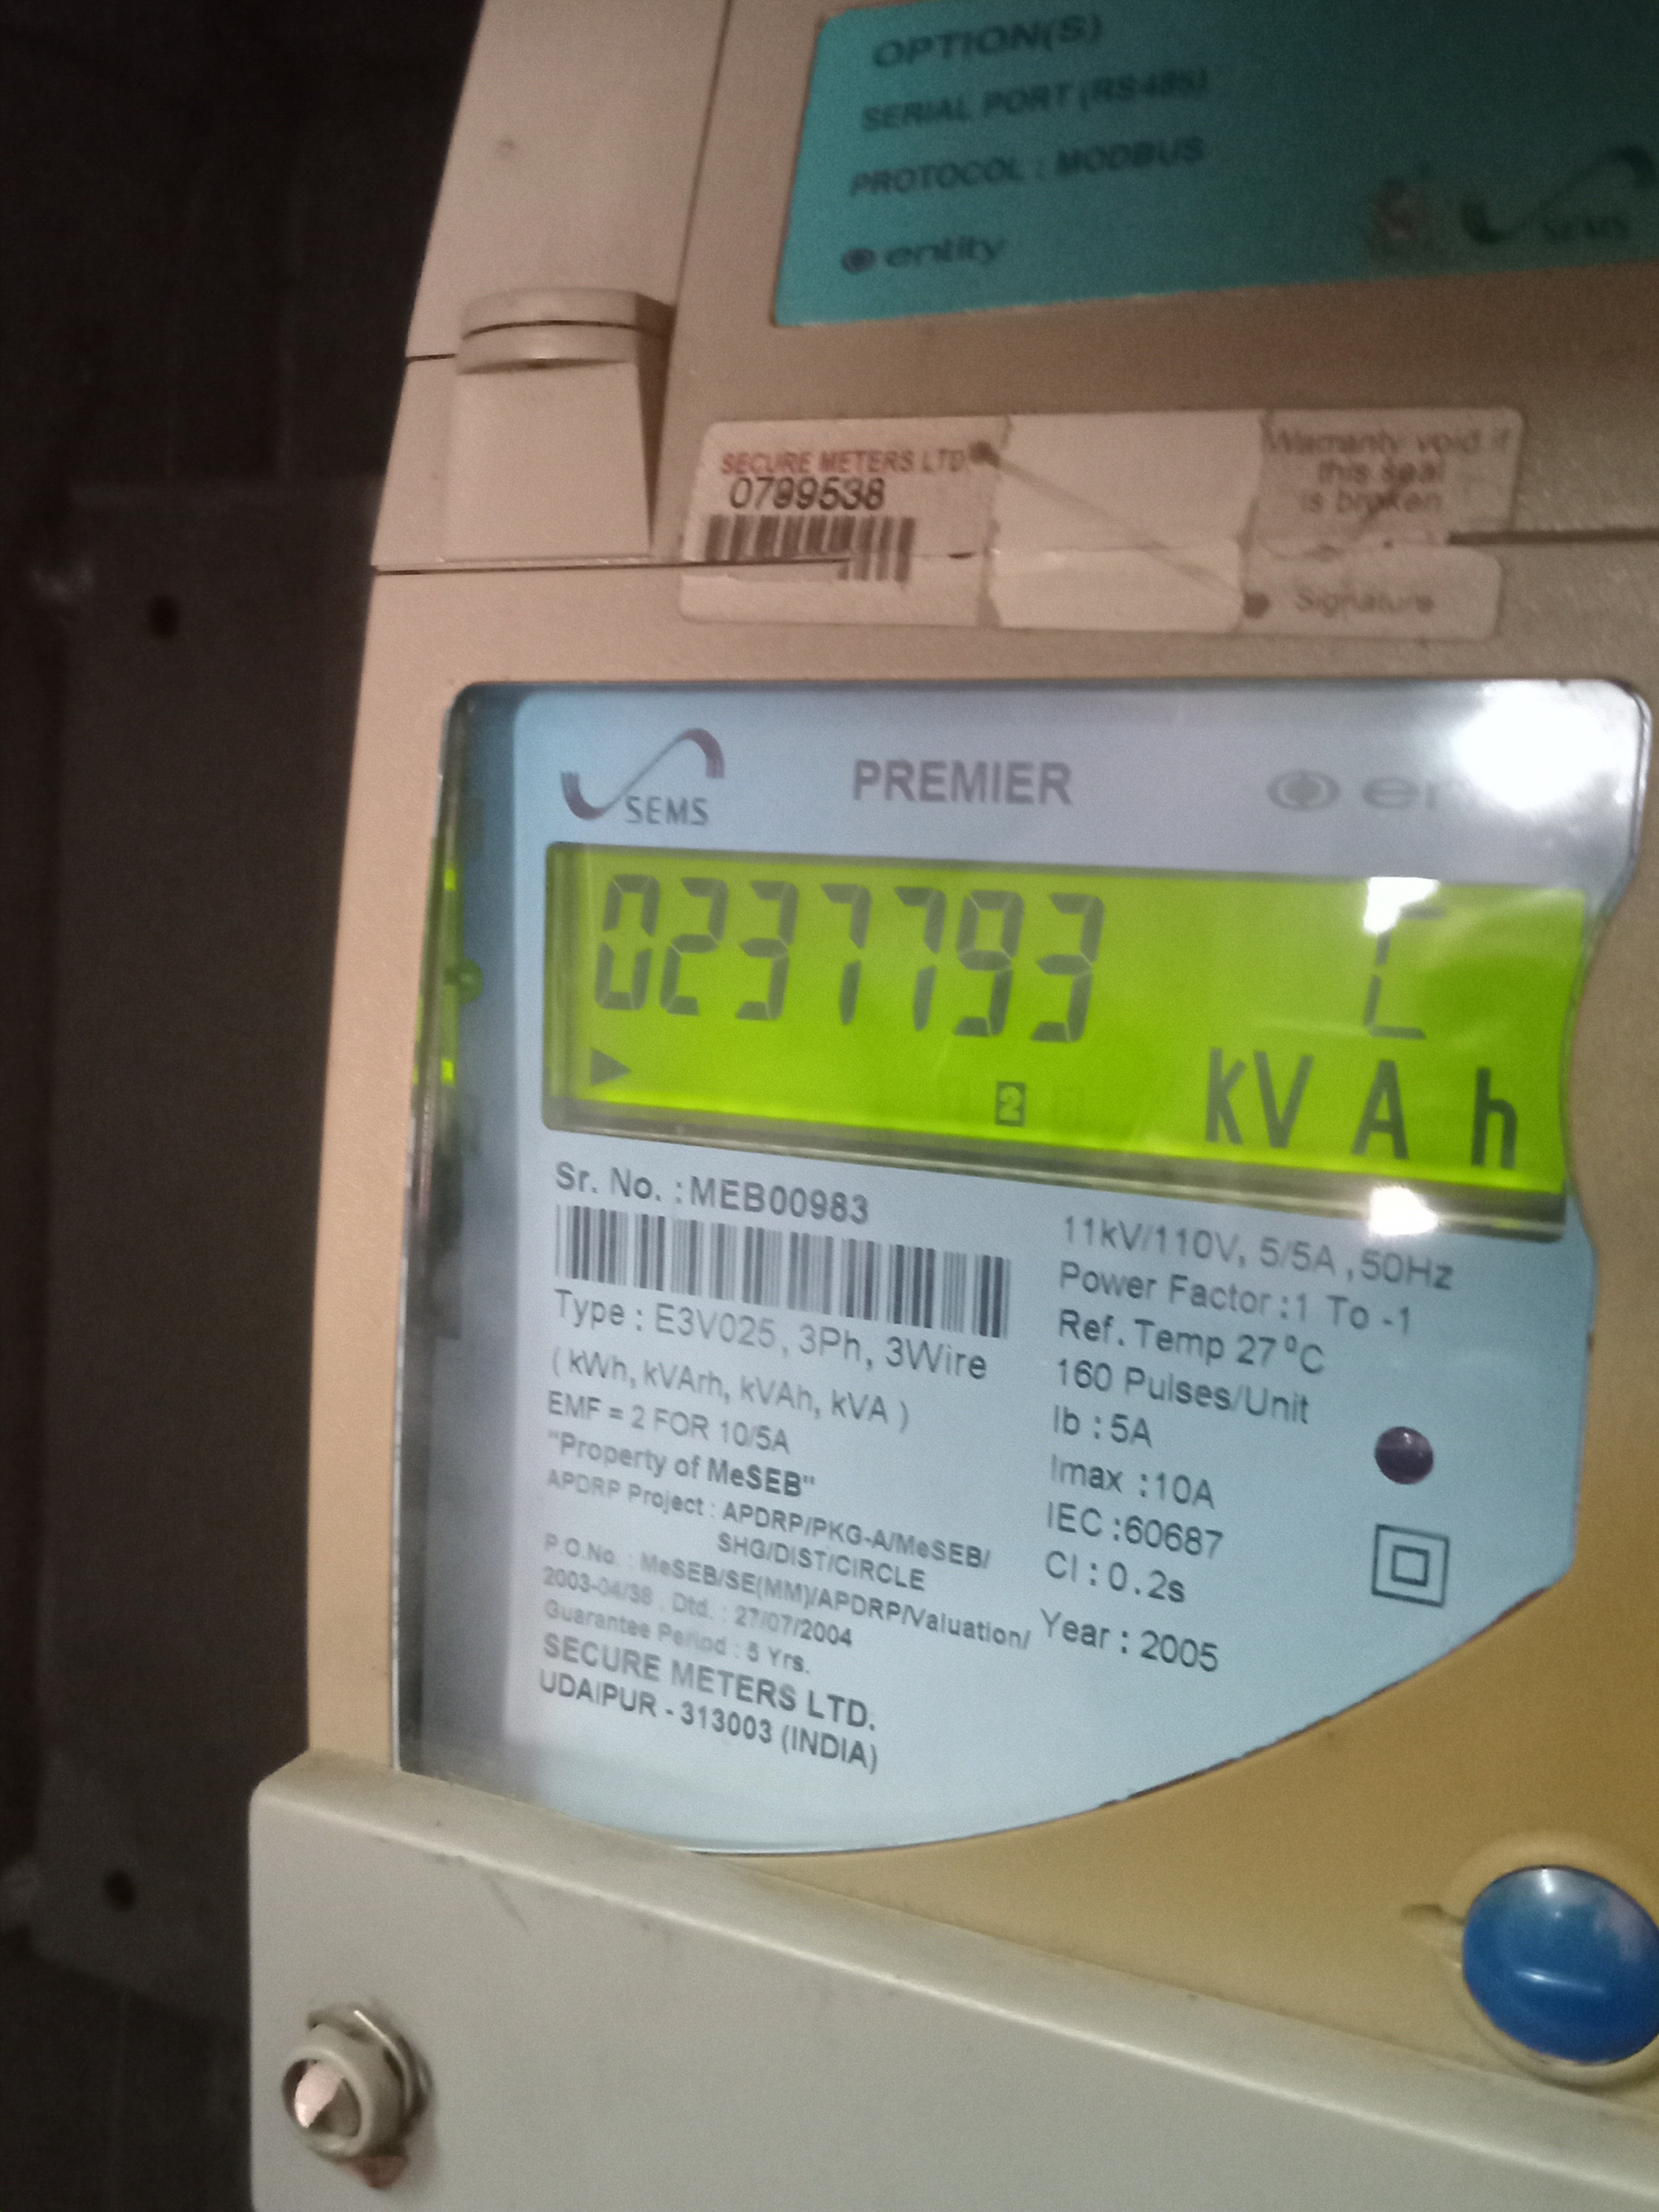 OPTION(S)
SERIAL PORT (RS485)
PROTOCOL : MODBUS
entity
SEMS
SECURE METERS LTD.
0799538
Warranty void if
this seal
is broken
Signature
SEMS
PREMIER
0237793 C
2
kVAh
Sr. No. : MEB00983
Type : E3V025, 3Ph, 3Wire
( kWh, kVArh, kVAh, kVA )
EMF = 2 FOR 10/5A
"Property of MeSEB"
APDRP Project : APDRP/PKG-A/MeSEB/
SHG/DIST/CIRCLE
P.O.No. : MeSEB/SE(MM)/APDRP/Valuation/
2003-04/38 , Dtd. : 27/07/2004
Guarantee Period : 5 Yrs.
SECURE METERS LTD.
UDAIPUR - 313003 (INDIA)
11kV/110V, 5/5A ,50Hz
Power Factor :1 To -1
Ref. Temp 27 °C
160 Pulses/Unit
Ib : 5A
Imax :10A
IEC :60687
Cl : 0.2s
Year : 2005